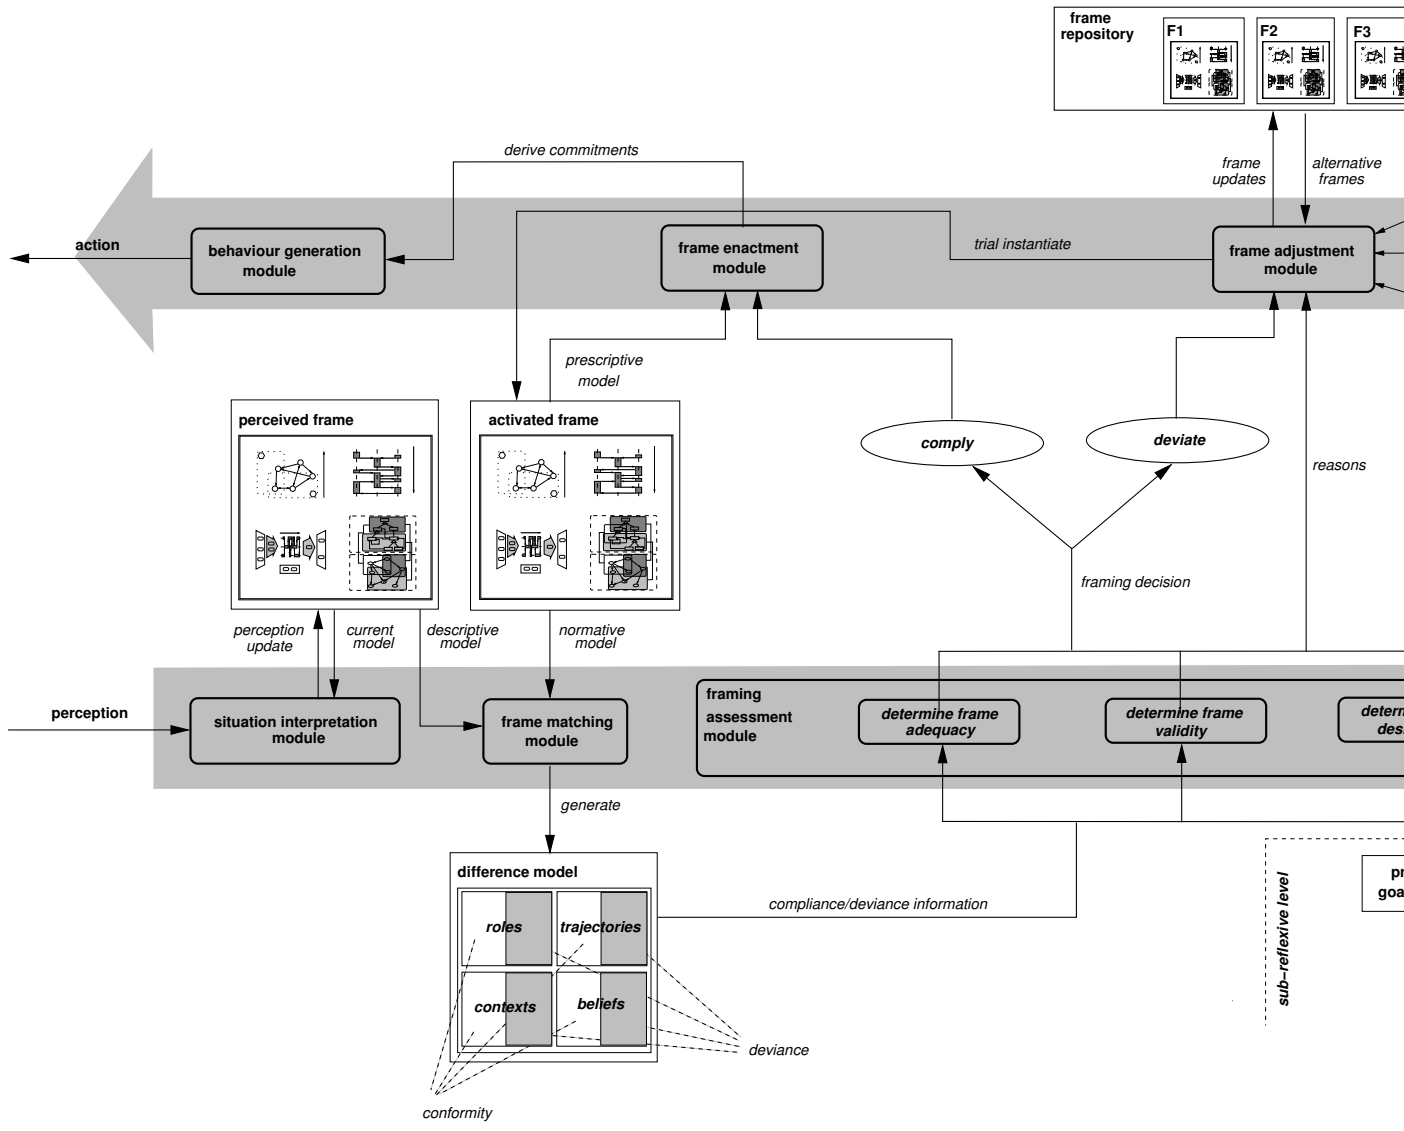 frame
repository
F1
F2
F3
derive commitments
frame
updates
alternative
frames
action
behaviour generation
module
frame enactment
module
trial instantiate
frame adjustment
module
prescriptive
model
perceived frame
activated frame
comply
deviate
reasons
framing decision
perception
update
current
model
descriptive
model
normative
model
perception
situation interpretation
module
frame matching
module
framing
assessment
module
determine frame
adequacy
determine frame
validity
generate
difference model
roles
trajectories
contexts
beliefs
compliance/deviance information
sub-reflexive level
deviance
conformity